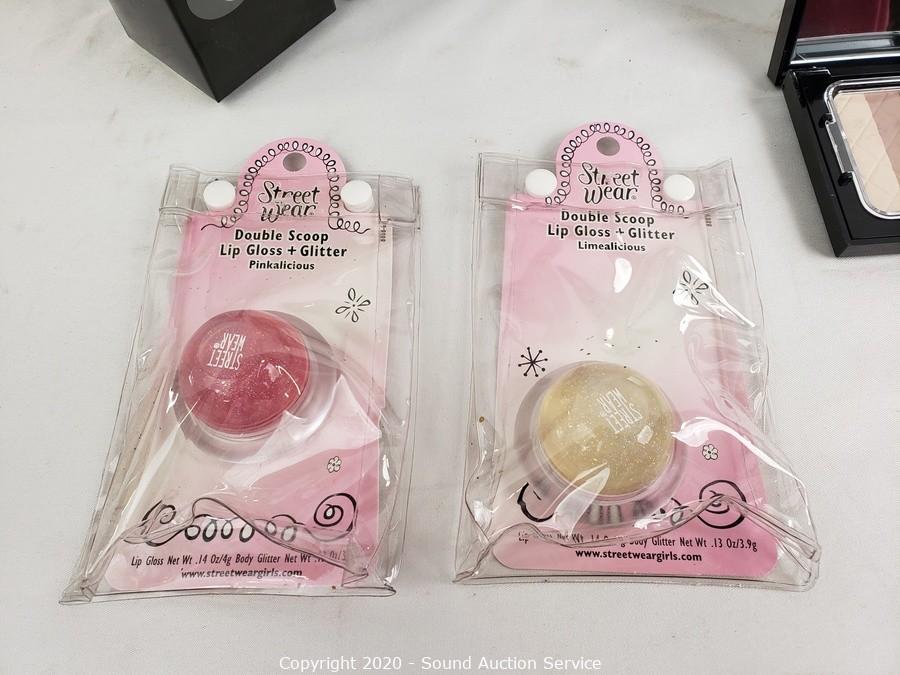 Street
Wear®
Double Scoop
Lip Gloss + Glitter
Pinkalicious
STREET
WEAR®
Lip Gloss Net Wt .14 Oz/4g Body Glitter Net Wt
www.streetweargirls.com
Street
Wear®
Double Scoop
Lip Gloss + Glitter
Limealicious
STREET
WEAR®
Lip .14 Body Glitter Net Wt .13 Oz/3.9g
www.streetweargirls.com
Copyright 2020 - Sound Auction Service